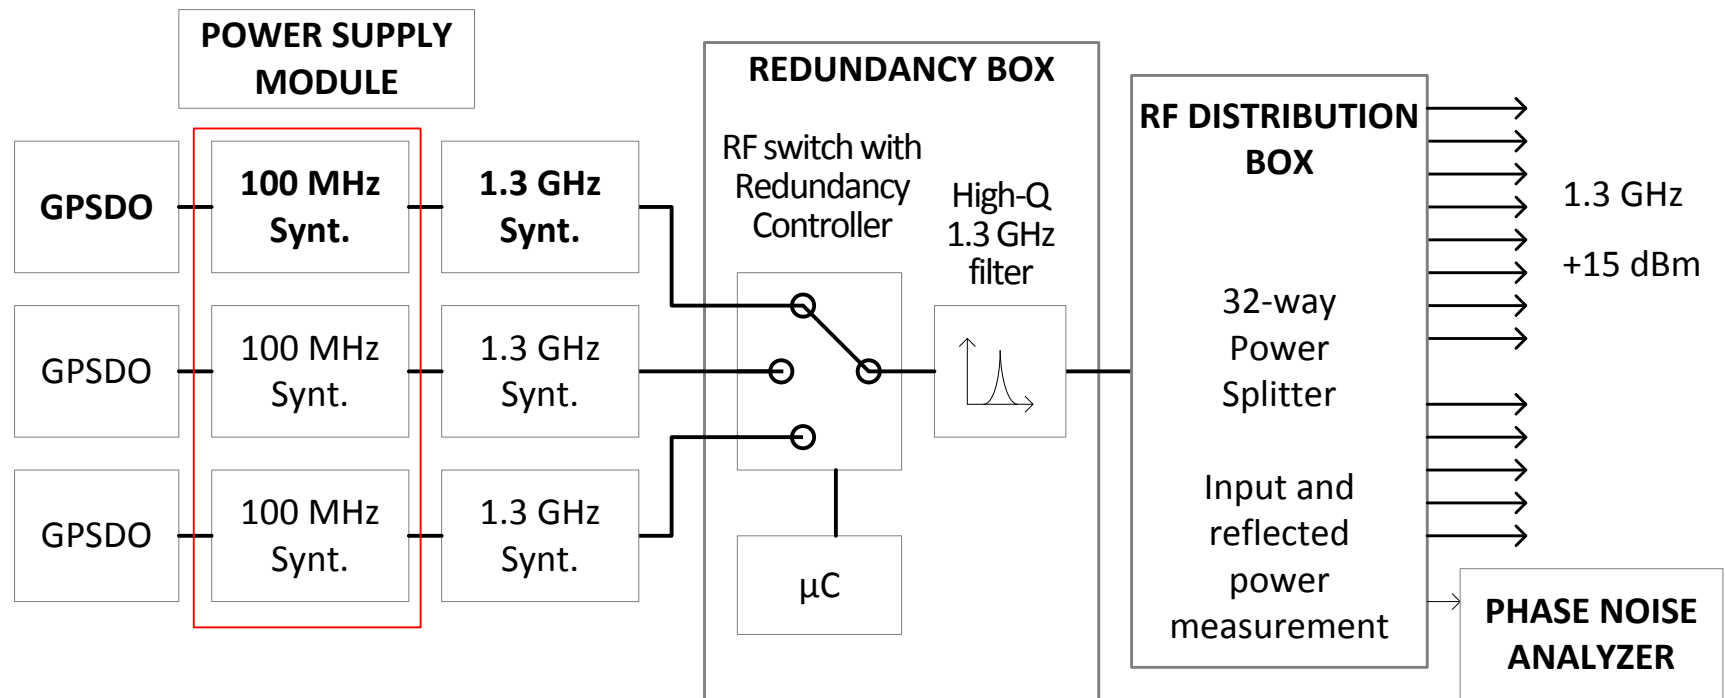 POWER SUPPLY
MODULE
GPSDO
100 MHz
Synt.
1.3 GHz
Synt.
GPSDO
100 MHz
Synt.
1.3 GHz
Synt.
GPSDO
100 MHz
Synt.
1.3 GHz
Synt.
REDUNDANCY BOX
RF switch with
Redundancy
Controller
High-Q
1.3 GHz
filter
µC
RF DISTRIBUTION
BOX
32-way
Power
Splitter
Input and
reflected
power
measurement
1.3 GHz
+15 dBm
PHASE NOISE
ANALYZER